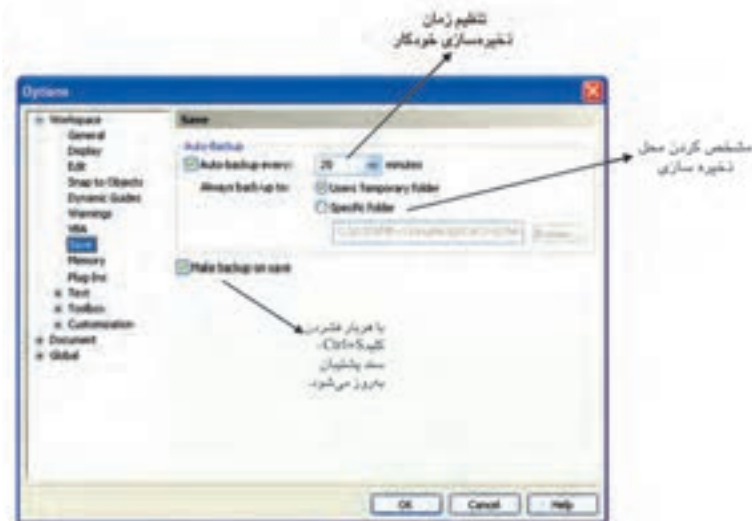 تنظیم زمان
ذخیره‌سازی خودکار
Options
Workspace
General
Display
Edit
Snap to Objects
Dynamic Guides
Warnings
VBA
Save
Memory
Plug-Ins
Text
Toolbox
Customization
Document
Global
Save
Auto-Backup
Auto-backup every: 20 minutes
Always back-up to: Users Temporary folder
Specific folder
Browse...
Make backup on save
مشخص کردن محل
ذخیره سازی
با هربار فشردن
کلید Ctrl+S
سند پشتیبان
به‌روز می‌شود.
OK Cancel Help